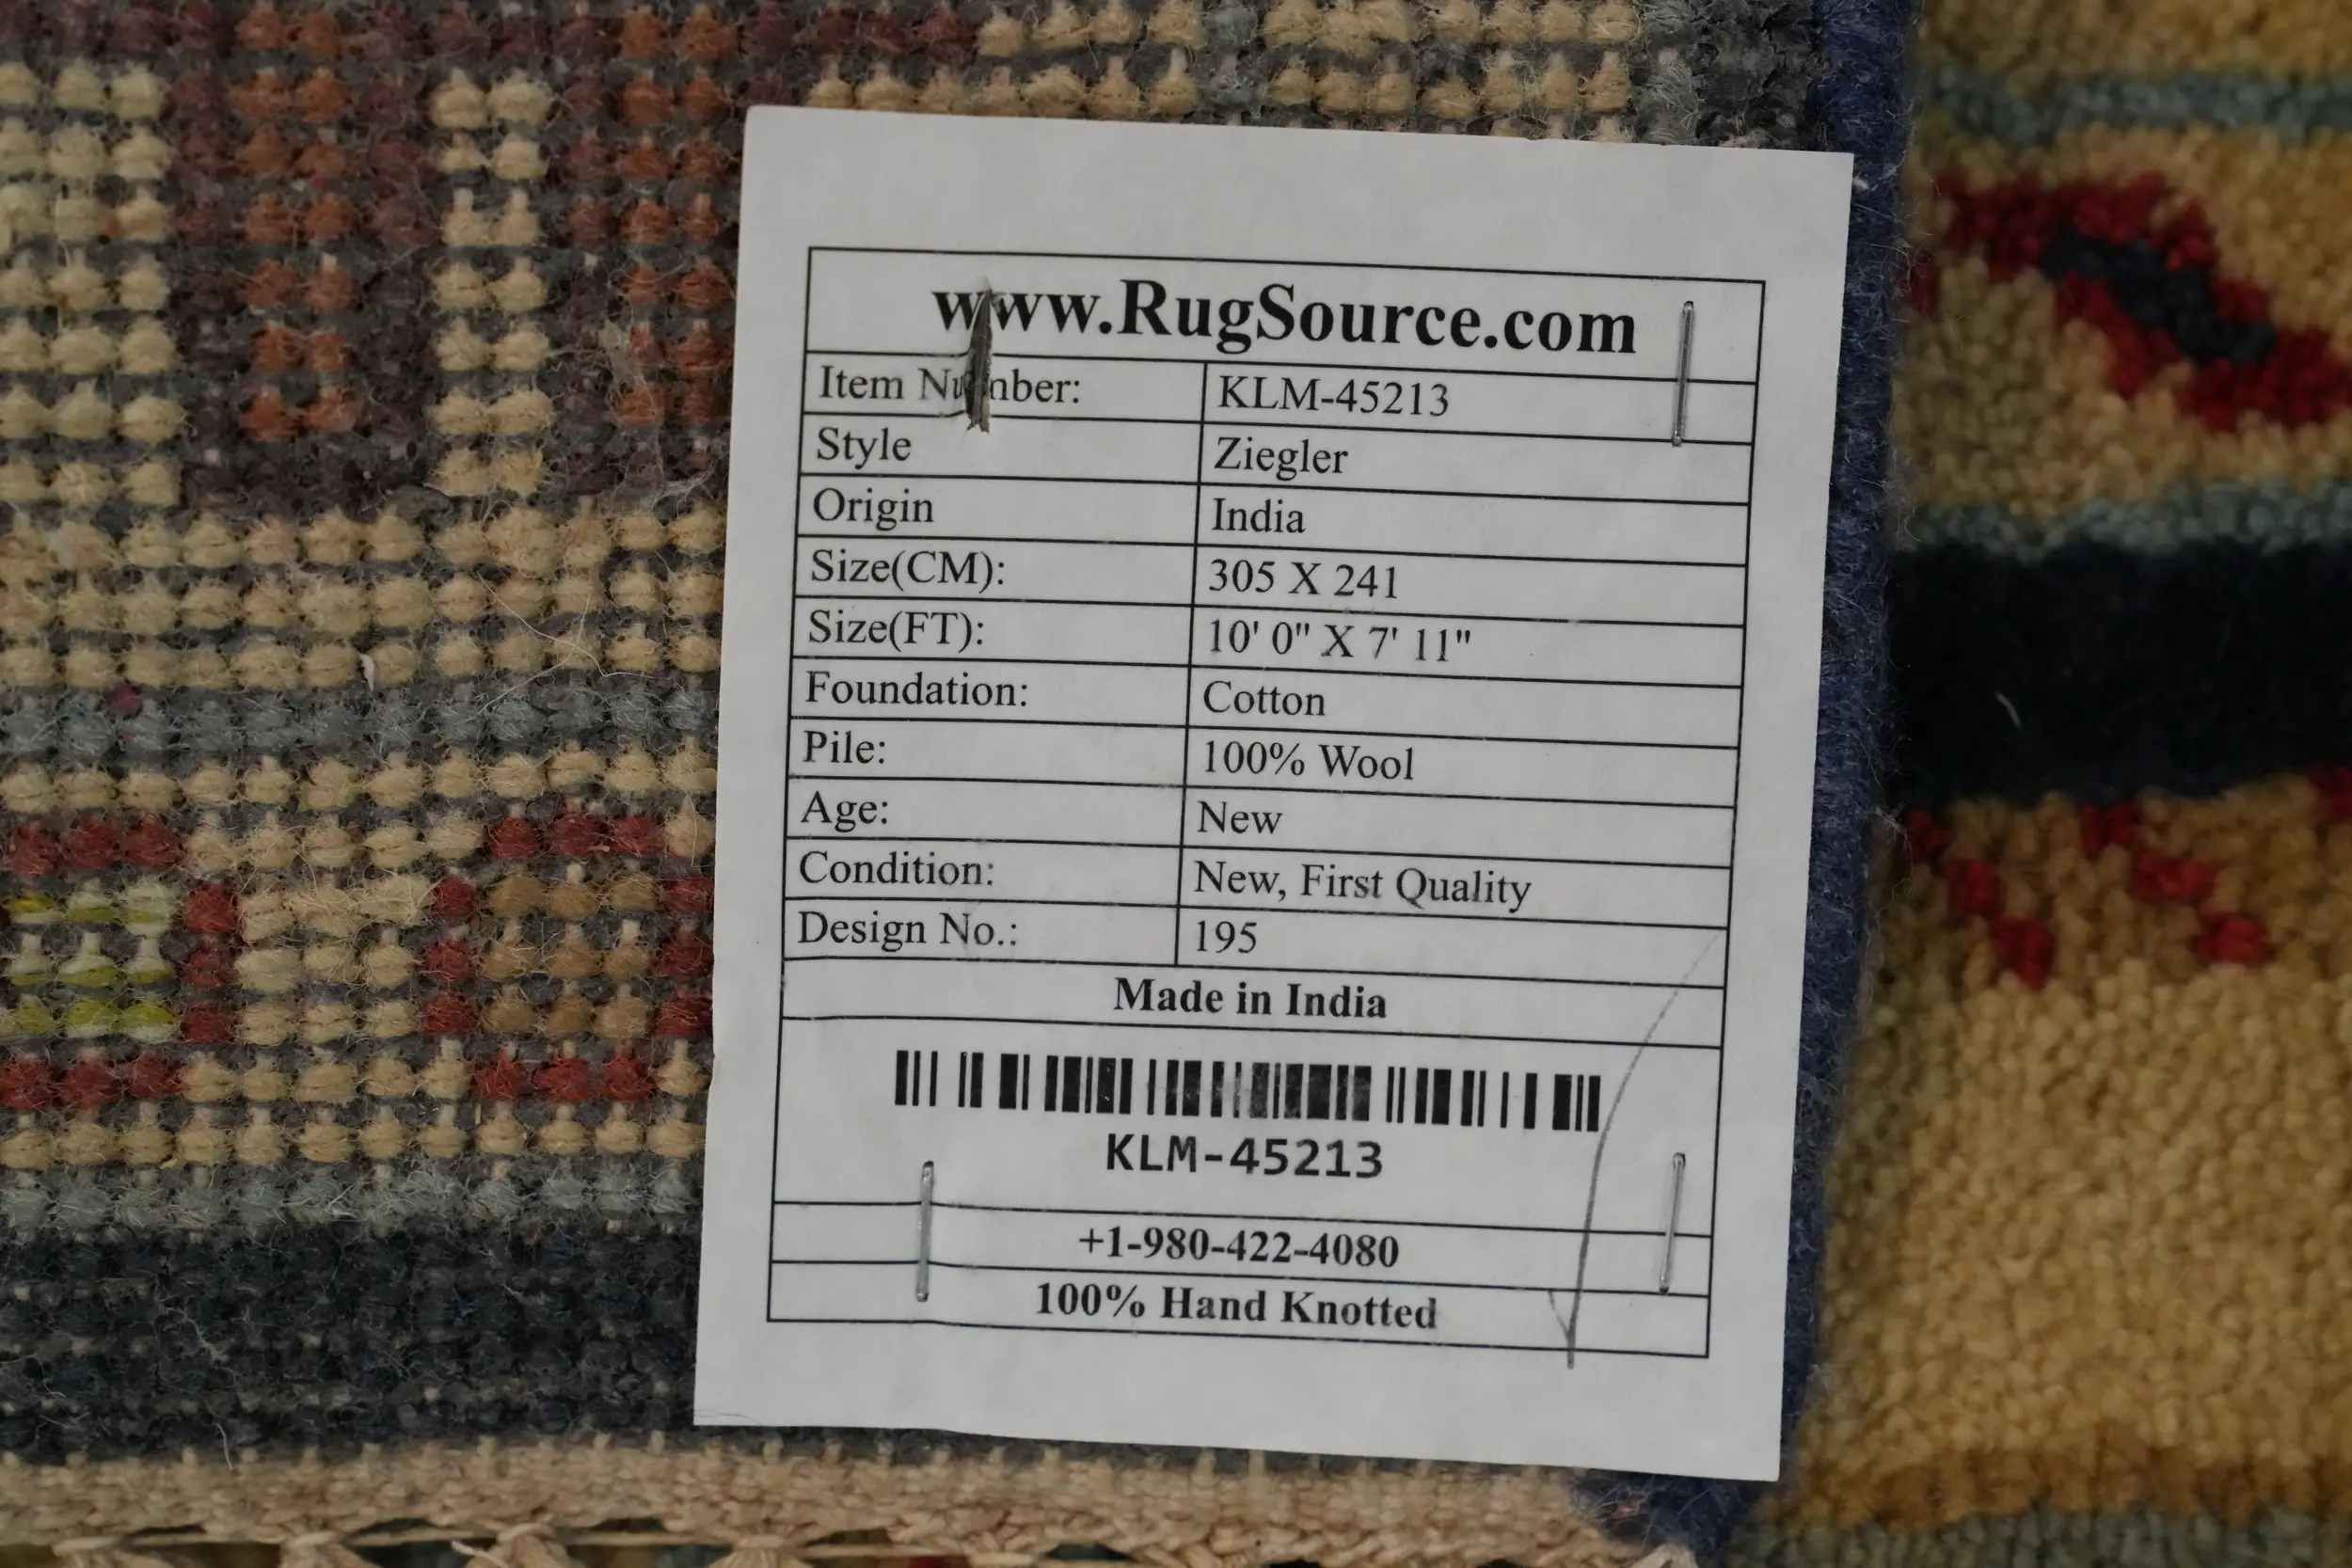 www.RugSource.com
Item Number: KLM-45213
Style Ziegler
Origin India
Size(CM): 305 X 241
Size(FT): 10' 0" X 7' 11"
Foundation: Cotton
Pile: 100% Wool
Age: New
Condition: New, First Quality
Design No.: 195
Made in India
KLM-45213
+1-980-422-4080
100% Hand Knotted